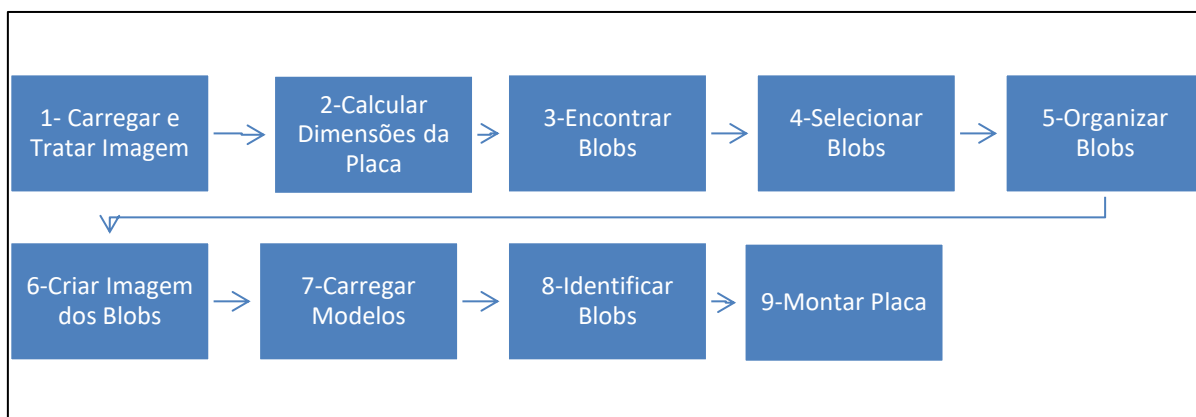 1- Carregar e
Tratar Imagem
2-Calcular
Dimensões da
Placa
3-Encontrar
Blobs
4-Selecionar
Blobs
5-Organizar
Blobs
6-Criar Imagem
dos Blobs
7-Carregar
Modelos
8-Identificar
Blobs
9-Montar Placa